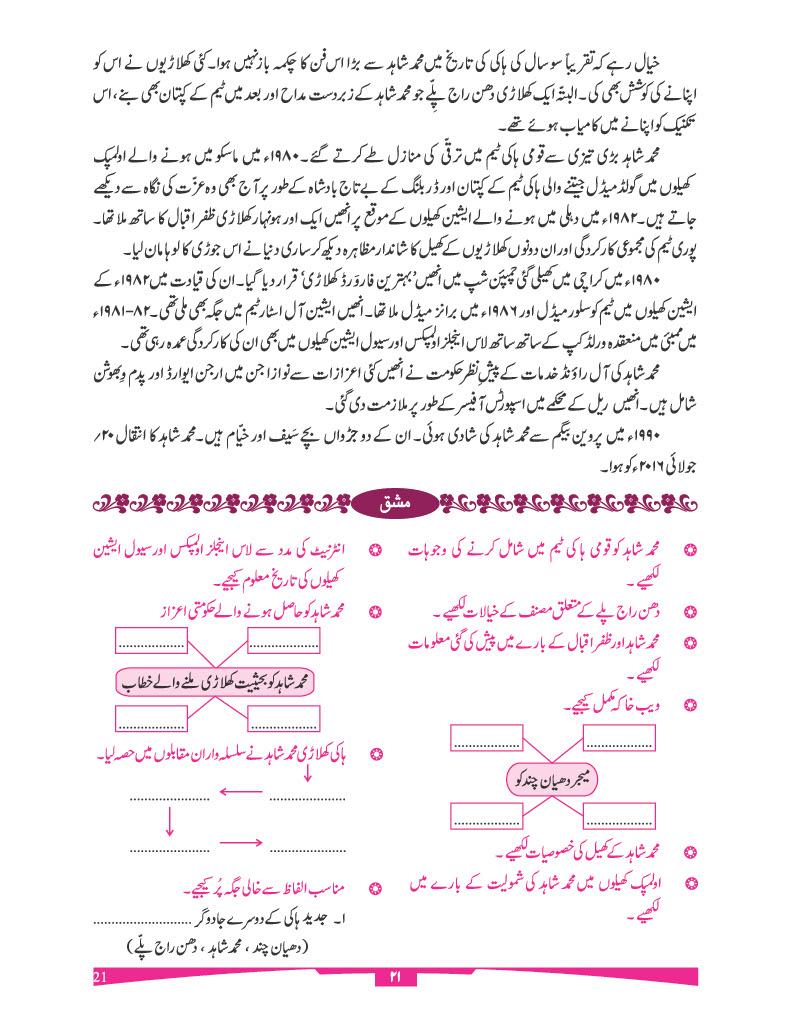 خیال رہے کہ تقریباً سو سال کی ہاکی کی تاریخ میں محمد شاہد سے بڑا اس فن کا چکمہ باز نہیں ہوا۔ کئی کھلاڑیوں نے اس کو
اپنانے کی کوشش بھی کی۔ البتّہ ایک کھلاڑی دھن راج پلِّے جو محمد شاہد کے زبردست مداح اور بعد میں ٹیم کے کپتان بھی بنے، اس
تکنیک کو اپنانے میں کامیاب ہوئے تھے۔
محمد شاہد بڑی تیزی سے قومی ہاکی ٹیم میں ترقّی کی منازل طے کرتے گئے۔ ۱۹۸۰ء میں ماسکو میں ہونے والے اولمپک
کھیلوں میں گولڈ میڈل جیتنے والی ہاکی ٹیم کے کپتان اور ڈربلنگ کے بے تاج بادشاہ کے طور پر آج بھی وہ عزّت کی نگاہ سے دیکھے
جاتے ہیں۔ ۱۹۸۲ء میں دہلی میں ہونے والے ایشین کھیلوں کے موقع پر انھیں ایک اور ہونہار کھلاڑی ظفر اقبال کا ساتھ ملا تھا۔
پوری ٹیم کی مجموعی کارکردگی اور ان دونوں کھلاڑیوں کے کھیل کا شاندار مظاہرہ دیکھ کر ساری دنیا نے اس جوڑی کا لوہا مان لیا۔
۱۹۸۰ء میں کراچی میں کھیلی گئی چمپئن شپ میں انھیں 'بہترین فارورڈ کھلاڑی' قرار دیا گیا۔ ان کی قیادت میں ۱۹۸۲ء کے
ایشین کھیلوں میں ٹیم کو سلور میڈل اور ۱۹۸۶ء میں برانز میڈل ملا تھا۔ انھیں ایشین آل اسٹار ٹیم میں جگہ بھی ملی تھی۔ ۸۲–۱۹۸۱ء
میں ممبئی میں منعقدہ ورلڈ کپ کے ساتھ ساتھ لاس اینجلز اولمپکس اور سیول ایشین کھیلوں میں بھی ان کی کارکردگی عمدہ رہی تھی۔
محمد شاہد کی آل راؤنڈ خدمات کے پیشِ نظر حکومت نے انھیں کئی اعزازات سے نوازا جن میں ارجن ایوارڈ اور پدم وِبھوشن
شامل ہیں۔ انھیں ریل کے محکمے میں اسپورٹس آفیسر کے طور پر ملازمت دی گئی۔
۱۹۹۰ء میں پروین بیگم سے محمد شاہد کی شادی ہوئی۔ ان کے دو جڑواں بچے سَیف اور خیّام ہیں۔ محمد شاہد کا انتقال ۲۰؍
جولائی ۲۰۱۶ء کو ہوا۔
مشق
محمد شاہد کو قومی ہاکی ٹیم میں شامل کرنے کی وجوہات
لکھیے۔
دھن راج پلے کے متعلق مصنف کے خیالات لکھیے۔
محمد شاہد اور ظفر اقبال کے بارے میں پیش کی گئی معلومات
لکھیے۔
ویب خاکہ مکمل کیجیے۔
..................
..................
میجر دھیان چند کو
..................
..................
محمد شاہد کے کھیل کی خصوصیات لکھیے۔
اولمپک کھیلوں میں محمد شاہد کی شمولیت کے بارے میں
لکھیے۔
انٹرنیٹ کی مدد سے لاس اینجلز اولمپکس اور سیول ایشین
کھیلوں کی تاریخ معلوم کیجیے۔
محمد شاہد کو حاصل ہونے والے حکومتی اعزاز
..................
..................
محمد شاہد کو بحیثیت کھلاڑی ملنے والے خطاب
..................
..................
ہاکی کھلاڑی محمد شاہد نے سلسلہ وار ان مقابلوں میں حصہ لیا۔
.....................
.....................
.....................
.....................
مناسب الفاظ سے خالی جگہ پُر کیجیے۔
۱۔ جدید ہاکی کے دوسرے جادوگر ...........................
(دھیان چند ، محمد شاہد ، دھن راج پلّے)
21
۲۱